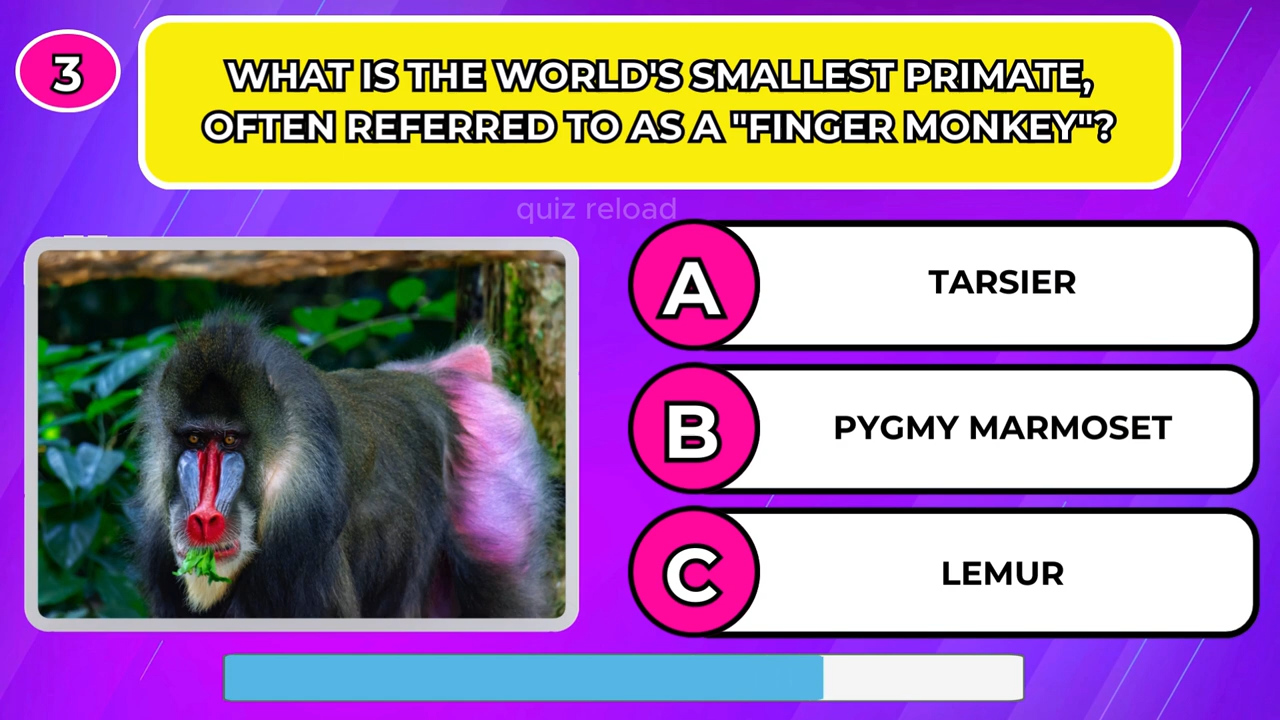 3
WHAT IS THE WORLD'S SMALLEST PRIMATE,
OFTEN REFERRED TO AS A "FINGER MONKEY"?
quiz reload
A
TARSIER
B
PYGMY MARMOSET
C
LEMUR